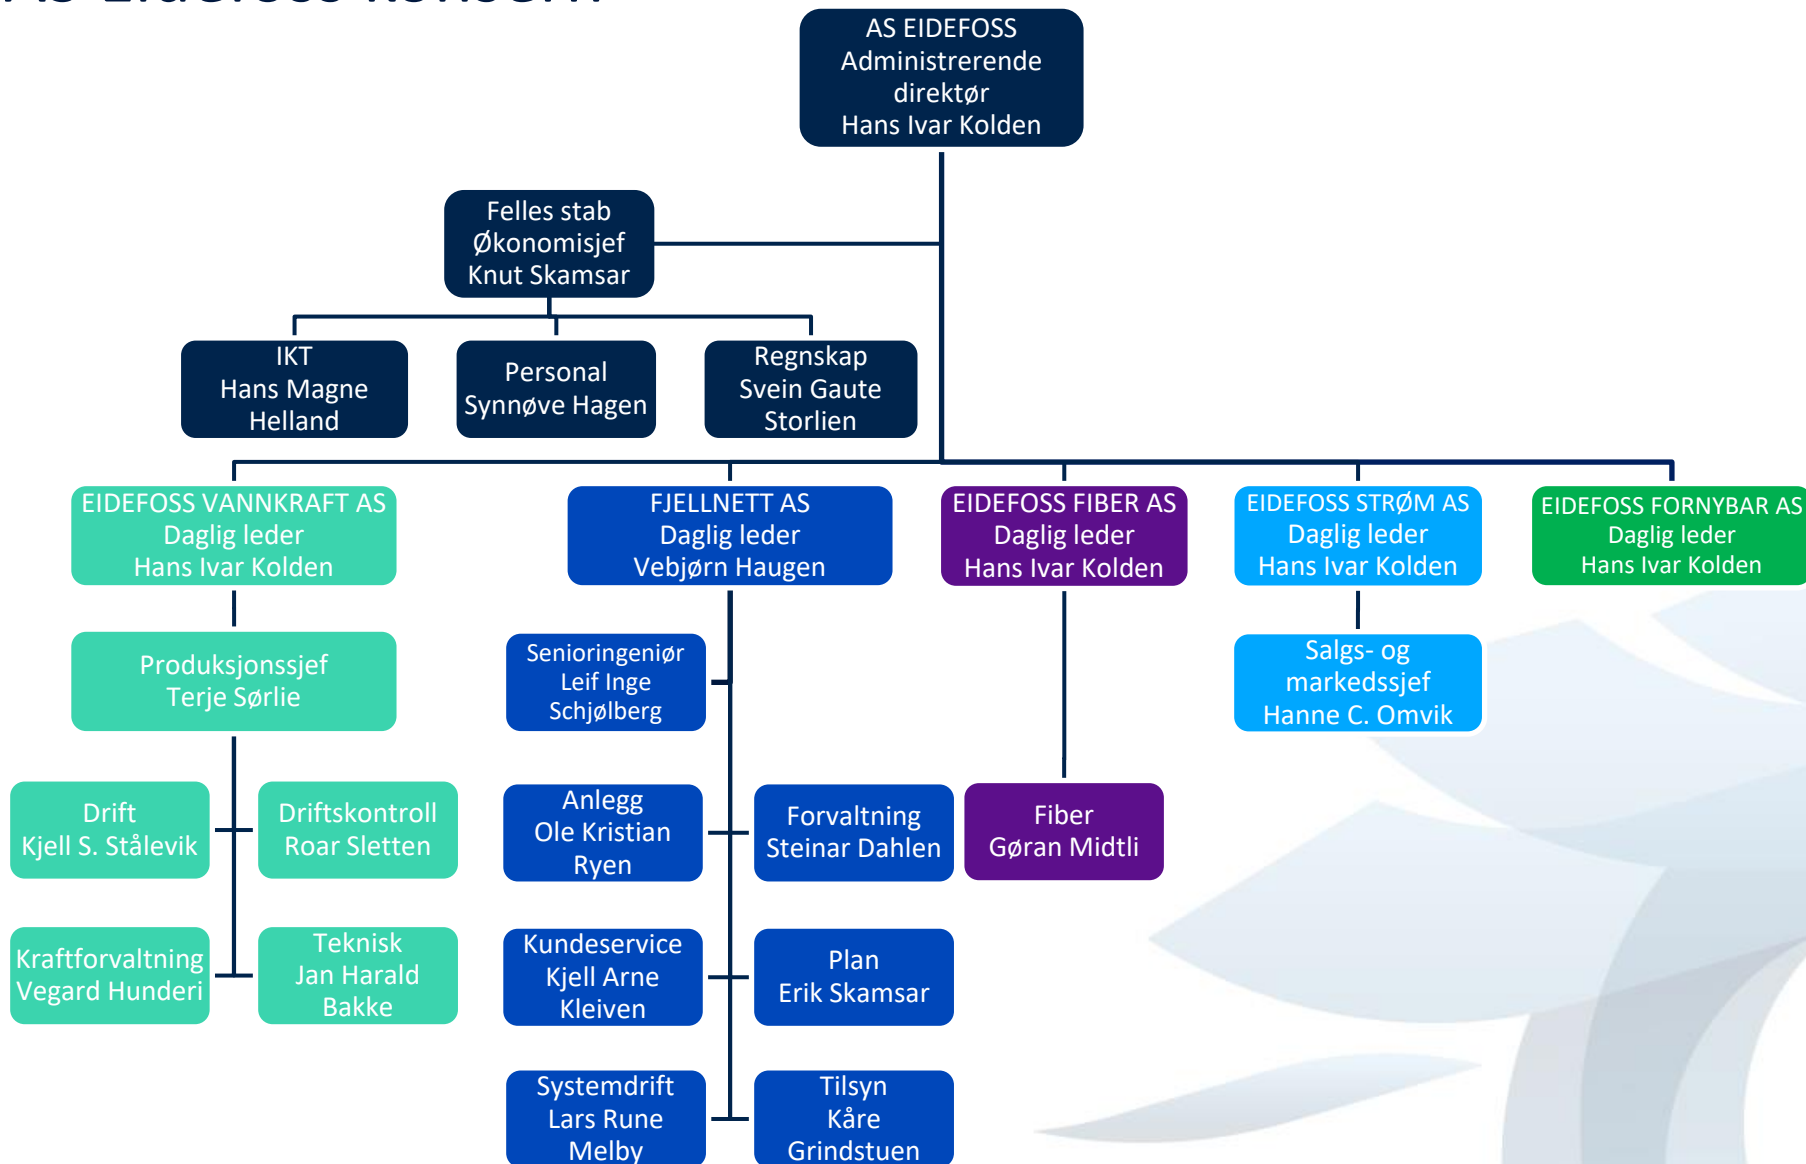 AS Eidefoss konsern
AS EIDEFOSS
Administrerende
direktør
Hans Ivar Kolden
Felles stab
Økonomisjef
Knut Skamsar
IKT
Hans Magne
Helland
Personal
Synnøve Hagen
Regnskap
Svein Gaute
Storlien
EIDEFOSS VANNKRAFT AS
Daglig leder
Hans Ivar Kolden
FJELLNETT AS
Daglig leder
Vebjørn Haugen
EIDEFOSS FIBER AS
Daglig leder
Hans Ivar Kolden
EIDEFOSS STRØM AS
Daglig leder
Hans Ivar Kolden
EIDEFOSS FORNYBAR AS
Daglig leder
Hans Ivar Kolden
Produksjonssjef
Terje Sørlie
Senioringeniør
Leif Inge
Schjølberg
Salgs- og
markedssjef
Hanne C. Omvik
Drift
Kjell S. Stålevik
Driftskontroll
Roar Sletten
Anlegg
Ole Kristian
Ryen
Forvaltning
Steinar Dahlen
Fiber
Gøran Midtli
Kraftforvaltning
Vegard Hunderi
Teknisk
Jan Harald
Bakke
Kundeservice
Kjell Arne
Kleiven
Plan
Erik Skamsar
Systemdrift
Lars Rune
Melby
Tilsyn
Kåre
Grindstuen